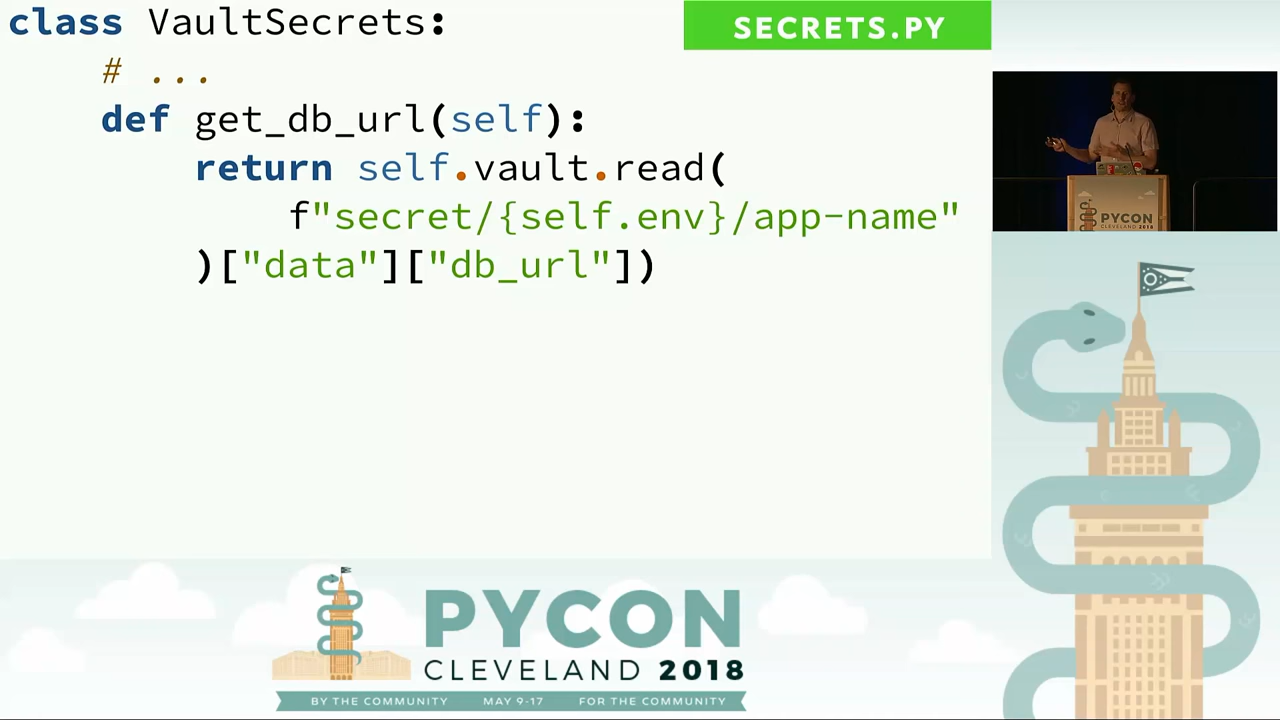 class VaultSecrets:
SECRETS.PY
# ...
def get_db_url(self):
return self.vault.read(
f"secret/{self.env}/app-name"
)["data"]["db_url"])
PYCON
CLEVELAND 2018
PYCON
CLEVELAND 2018
BY THE COMMUNITY MAY 9-17 FOR THE COMMUNITY